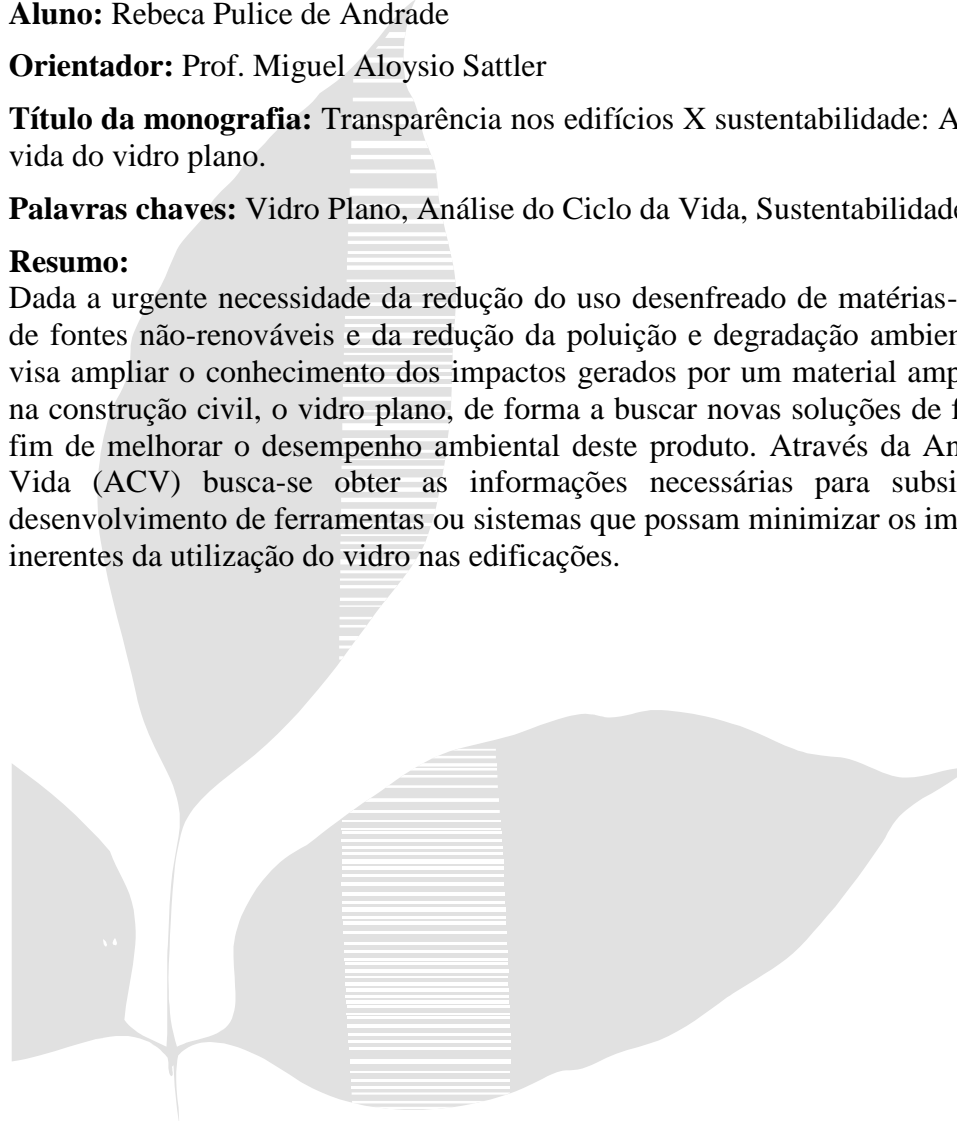 Aluno: Rebeca Pulice de Andrade
Orientador: Prof. Miguel Aloysio Sattler
Título da monografia: Transparência nos edifícios X sustentabilidade: A
vida do vidro plano.
Palavras chaves: Vidro Plano, Análise do Ciclo da Vida, Sustentabilidade
Resumo:
Dada a urgente necessidade da redução do uso desenfreado de matérias-
de fontes não-renováveis e da redução da poluição e degradação ambien
visa ampliar o conhecimento dos impactos gerados por um material amp
na construção civil, o vidro plano, de forma a buscar novas soluções de f
fim de melhorar o desempenho ambiental deste produto. Através da An
Vida (ACV) busca-se obter as informações necessárias para subsi
desenvolvimento de ferramentas ou sistemas que possam minimizar os im
inerentes da utilização do vidro nas edificações.